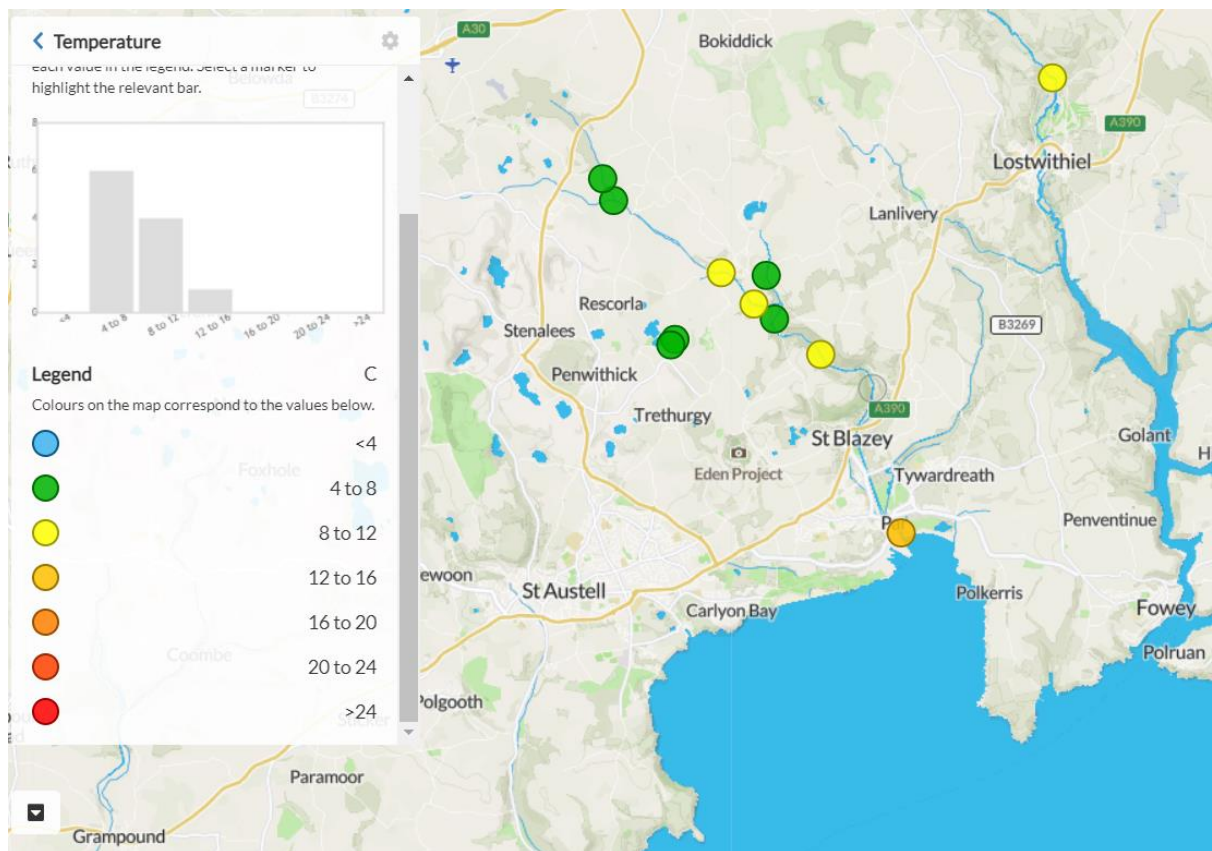 Temperature
each value in the legend. Select a marker to
highlight the relevant bar.
8
6
4
2
0
<4
4 to 8
8 to 12
12 to 16
16 to 20
20 to 24
>24
Legend C
Colours on the map correspond to the values below.
<4
4 to 8
8 to 12
12 to 16
16 to 20
20 to 24
>24
Belowda
B3274
Foxhole
Coombe
Sticker
A30
Bokiddick
A390
Lostwithiel
Lanlivery
Rescorla
Stenalees
B3269
Penwithick
Trethurgy
A390
St Blazey
Golant
Eden Project
Tywardreath
Par
Penventinue
ewoon
St Austell
Polkerris
Carlyon Bay
Fowey
Polruan
Polgooth
Paramoor
Grampound